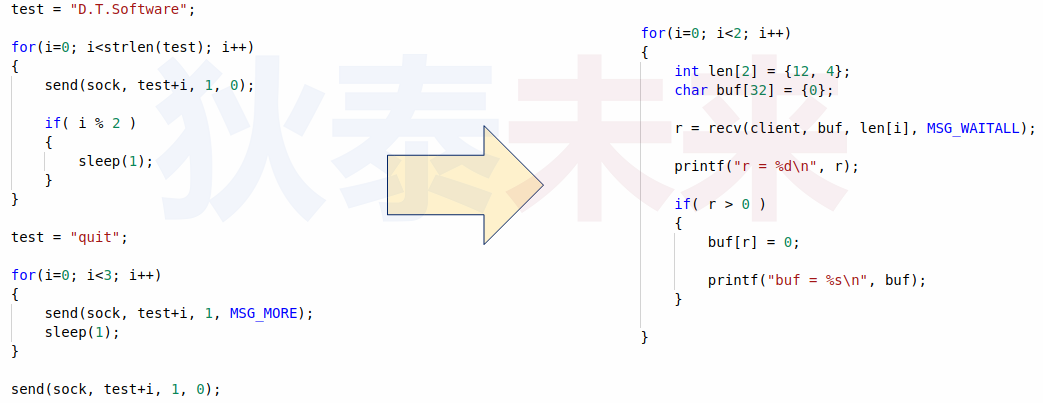 test = "D.T.Software";
for(i=0; i<strlen(test); i++)
{
    send(sock, test+i, 1, 0);
    if( i % 2 )
    {
        sleep(1);
    }
}
test = "quit";
for(i=0; i<3; i++)
{
    send(sock, test+i, 1, MSG_MORE);
    sleep(1);
}
send(sock, test+i, 1, 0);
狄泰未来
for(i=0; i<2; i++)
{
    int len[2] = {12, 4};
    char buf[32] = {0};
    r = recv(client, buf, len[i], MSG_WAITALL);
    printf("r = %d\n", r);
    if( r > 0 )
    {
        buf[r] = 0;
        printf("buf = %s\n", buf);
    }
}